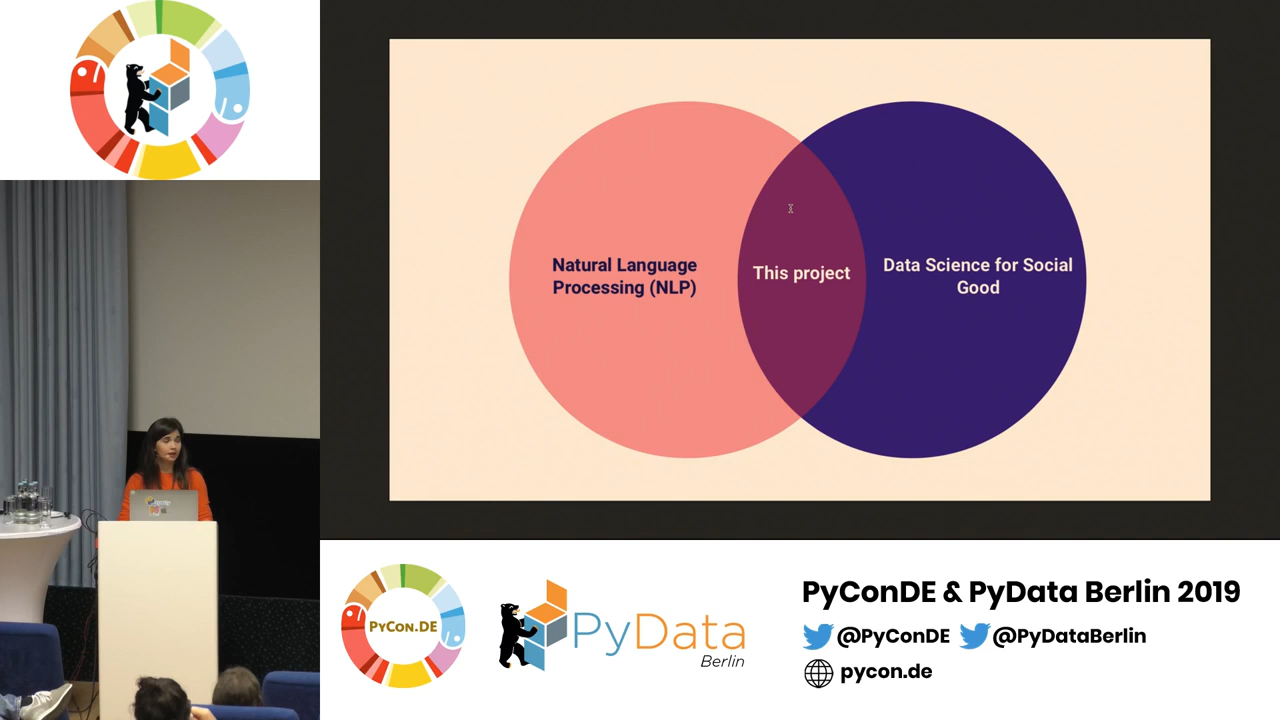 Natural Language
Processing (NLP)
This project
Data Science for Social
Good
PyCon.DE
PyData
Berlin
PyConDE & PyData Berlin 2019
@PyConDE @PyDataBerlin
pycon.de